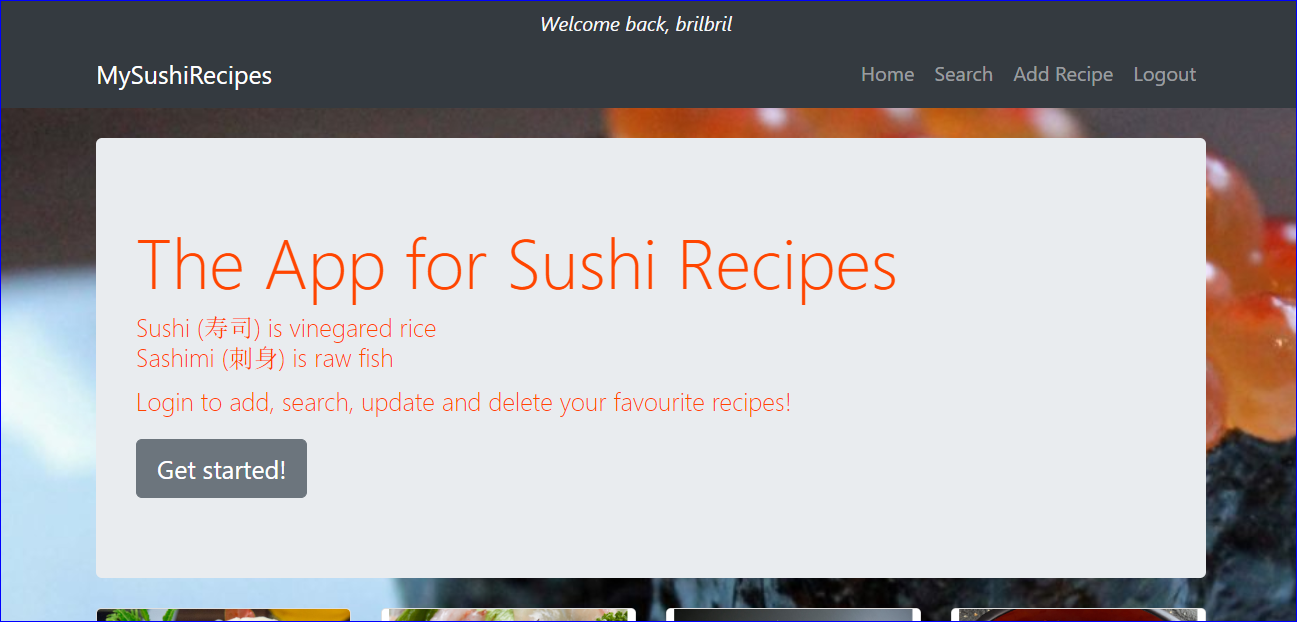 Welcome back, brilbril
MySushiRecipes
Home Search Add Recipe Logout
The App for Sushi Recipes
Sushi (寿司) is vinegared rice
Sashimi (刺身) is raw fish
Login to add, search, update and delete your favourite recipes!
Get started!